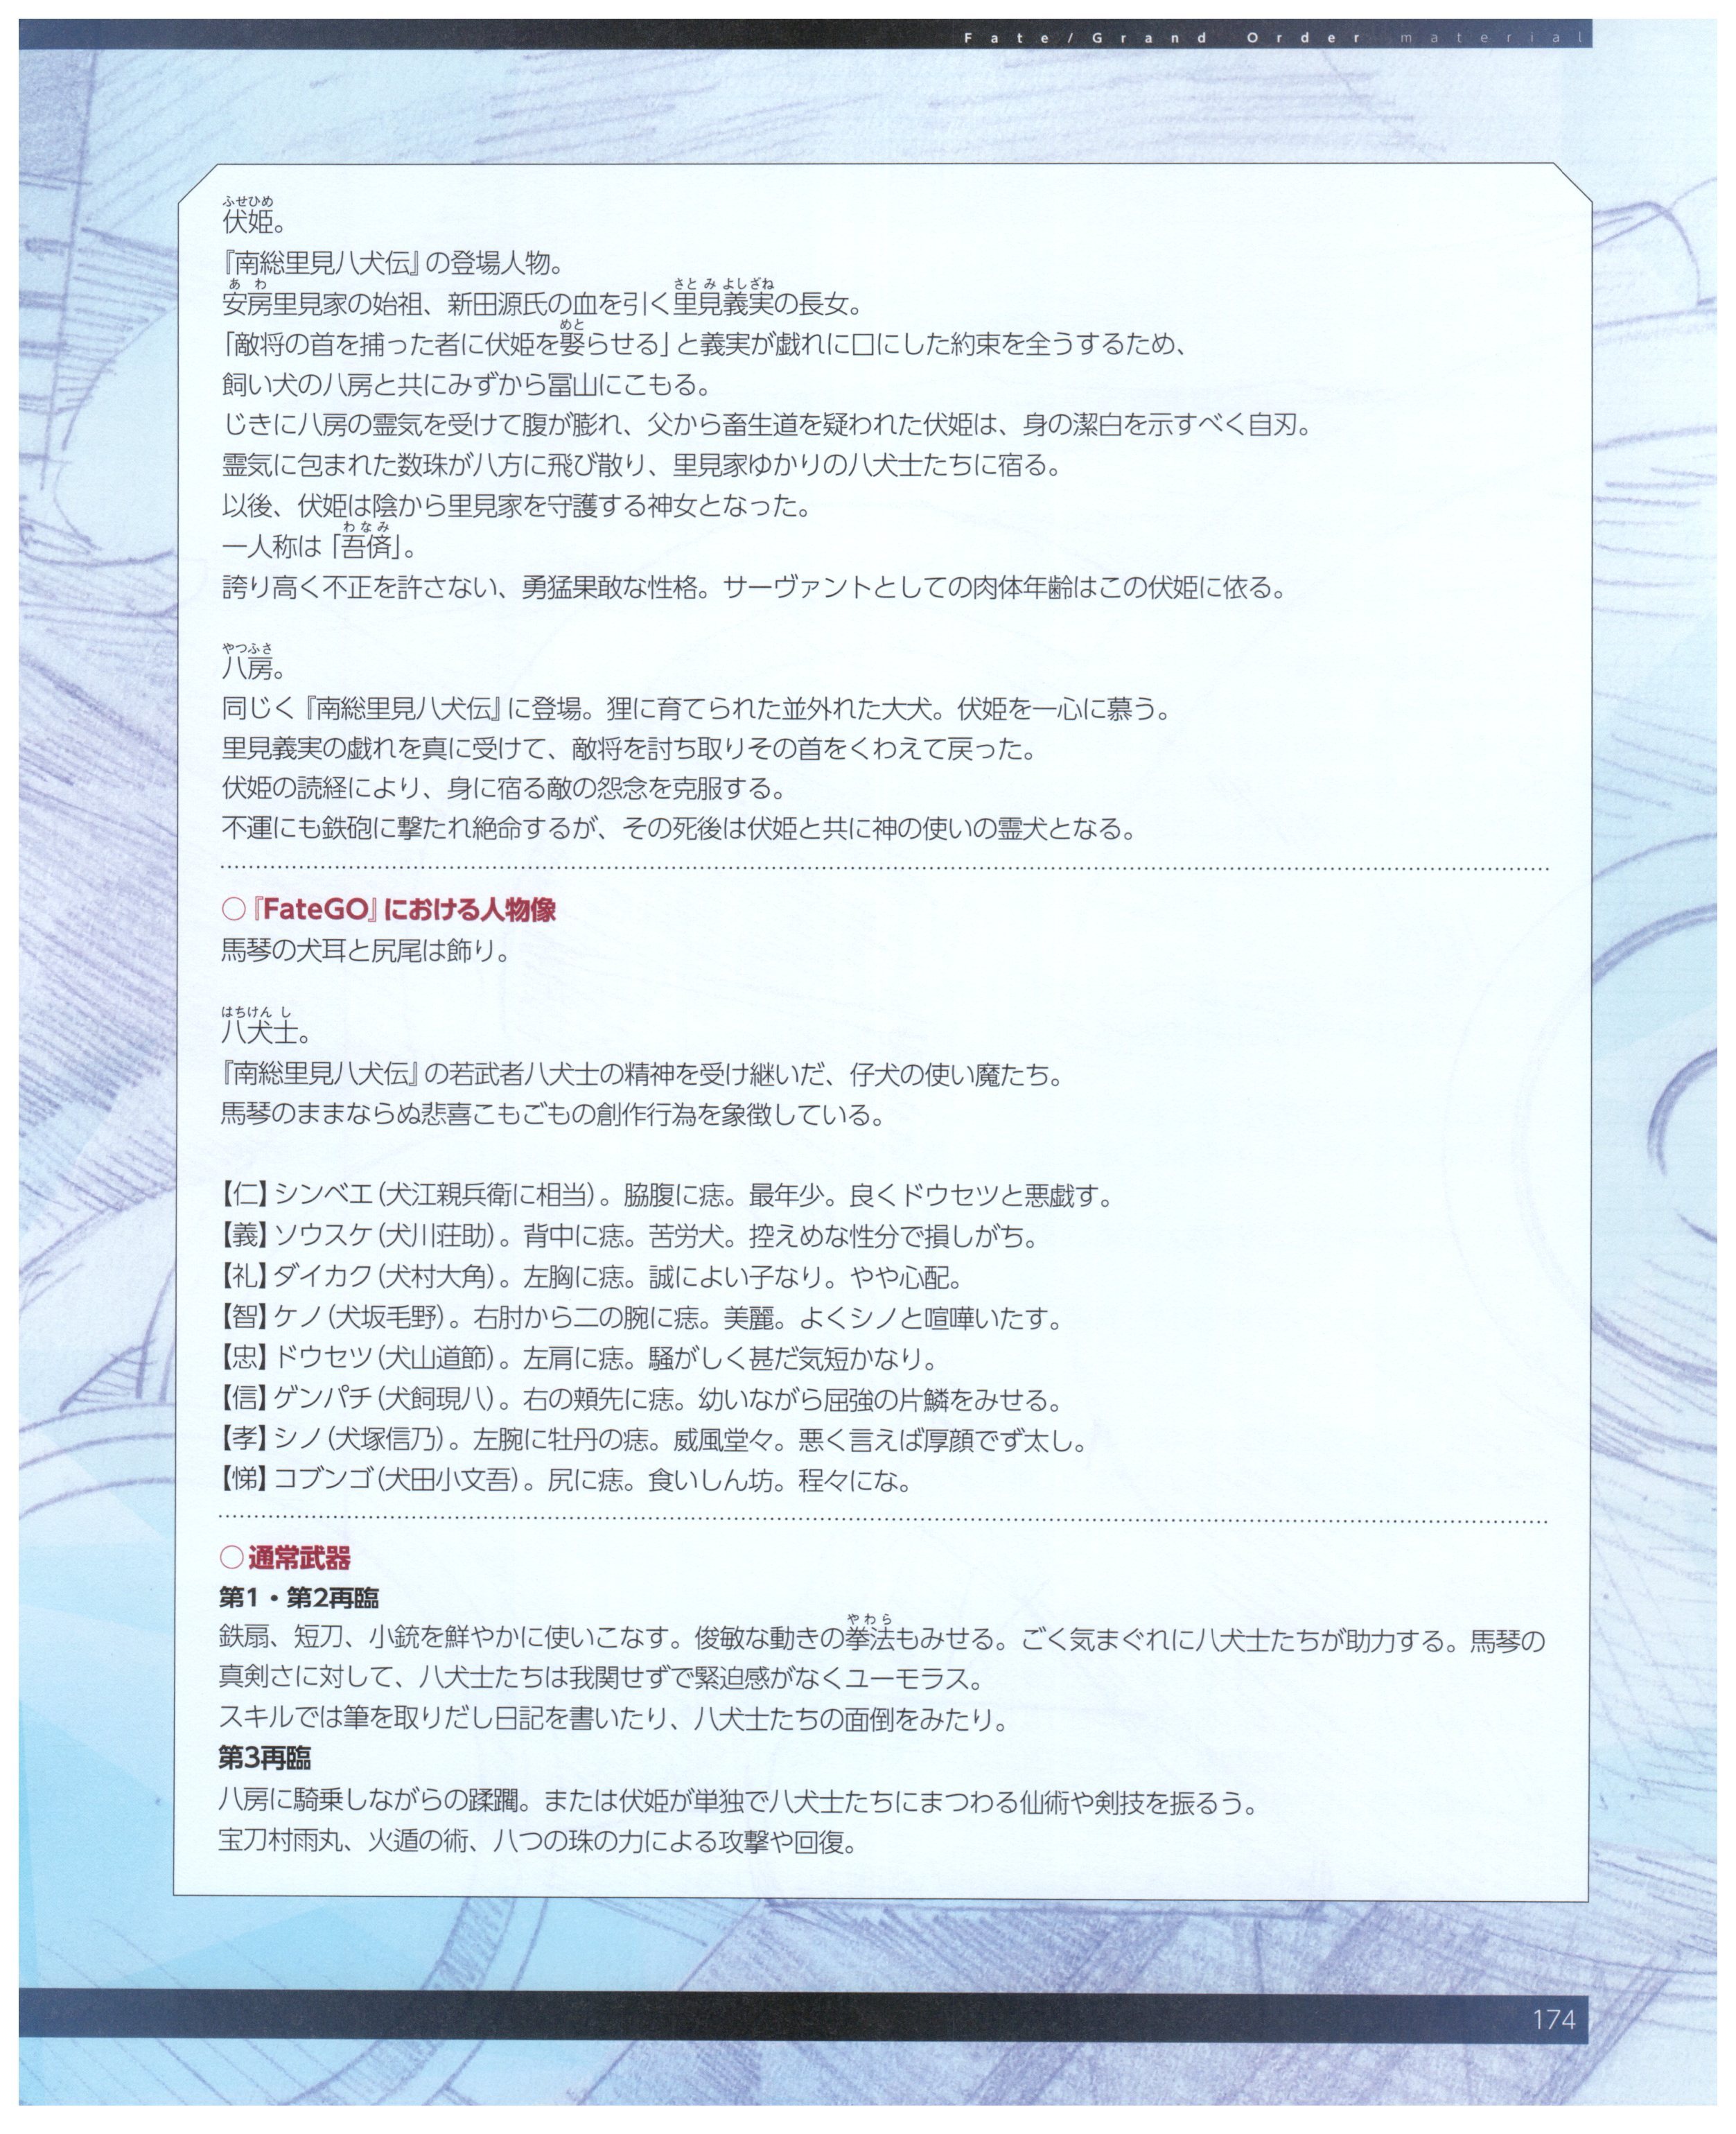 Fate/Grand Order material
ふせひめ
伏姫。
『南総里見八犬伝』の登場人物。
あわ さとみよしざね
安房里見家の始祖、新田源氏の血を引く里見義実の長女。
めと
「敵将の首を捕った者に伏姫を娶らせる」と義実が戯れに口にした約束を全うするため、
飼い犬の八房と共にみずから冨山にこもる。
じきに八房の霊気を受けて腹が膨れ、父から畜生道を疑われた伏姫は、身の潔白を示すべく自刃。
霊気に包まれた数珠が八方に飛び散り、里見家ゆかりの八犬士たちに宿る。
以後、伏姫は陰から里見家を守護する神女となった。
わなみ
一人称は「吾儕」。
誇り高く不正を許さない、勇猛果敢な性格。サーヴァントとしての肉体年齢はこの伏姫に依る。
やつふさ
八房。
同じく『南総里見八犬伝』に登場。狸に育てられた並外れた大犬。伏姫を一心に慕う。
里見義実の戯れを真に受けて、敵将を討ち取りその首をくわえて戻った。
伏姫の読経により、身に宿る敵の怨念を克服する。
不運にも鉄砲に撃たれ絶命するが、その死後は伏姫と共に神の使いの霊犬となる。
○『FateGO』における人物像
馬琴の犬耳と尻尾は飾り。
はちけんし
八犬士。
『南総里見八犬伝』の若武者八犬士の精神を受け継いだ、仔犬の使い魔たち。
馬琴のままならぬ悲喜こもごもの創作行為を象徴している。
【仁】シンベエ（犬江親兵衛に相当）。脇腹に痣。最年少。良くドウセツと悪戯す。
【義】ソウスケ（犬川荘助）。背中に痣。苦労犬。控えめな性分で損しがち。
【礼】ダイカク（犬村大角）。左胸に痣。誠によい子なり。やや心配。
【智】ケノ（犬坂毛野）。右肘から二の腕に痣。美麗。よくシノと喧嘩いたす。
【忠】ドウセツ（犬山道節）。左肩に痣。騒がしく甚だ気短かなり。
【信】ゲンパチ（犬飼現八）。右の頬先に痣。幼いながら屈強の片鱗をみせる。
【孝】シノ（犬塚信乃）。左腕に牡丹の痣。威風堂々。悪く言えば厚顔でず太し。
【悌】コブンゴ（犬田小文吾）。尻に痣。食いしん坊。程々にな。
○通常武器
第1・第2再臨
やわら
鉄扇、短刀、小銃を鮮やかに使いこなす。俊敏な動きの拳法もみせる。ごく気まぐれに八犬士たちが助力する。馬琴の
真剣さに対して、八犬士たちは我関せずで緊迫感がなくユーモラス。
スキルでは筆を取りだし日記を書いたり、八犬士たちの面倒をみたり。
第3再臨
八房に騎乗しながらの蹂躙。または伏姫が単独で八犬士たちにまつわる仙術や剣技を振るう。
宝刀村雨丸、火遁の術、八つの珠の力による攻撃や回復。
174